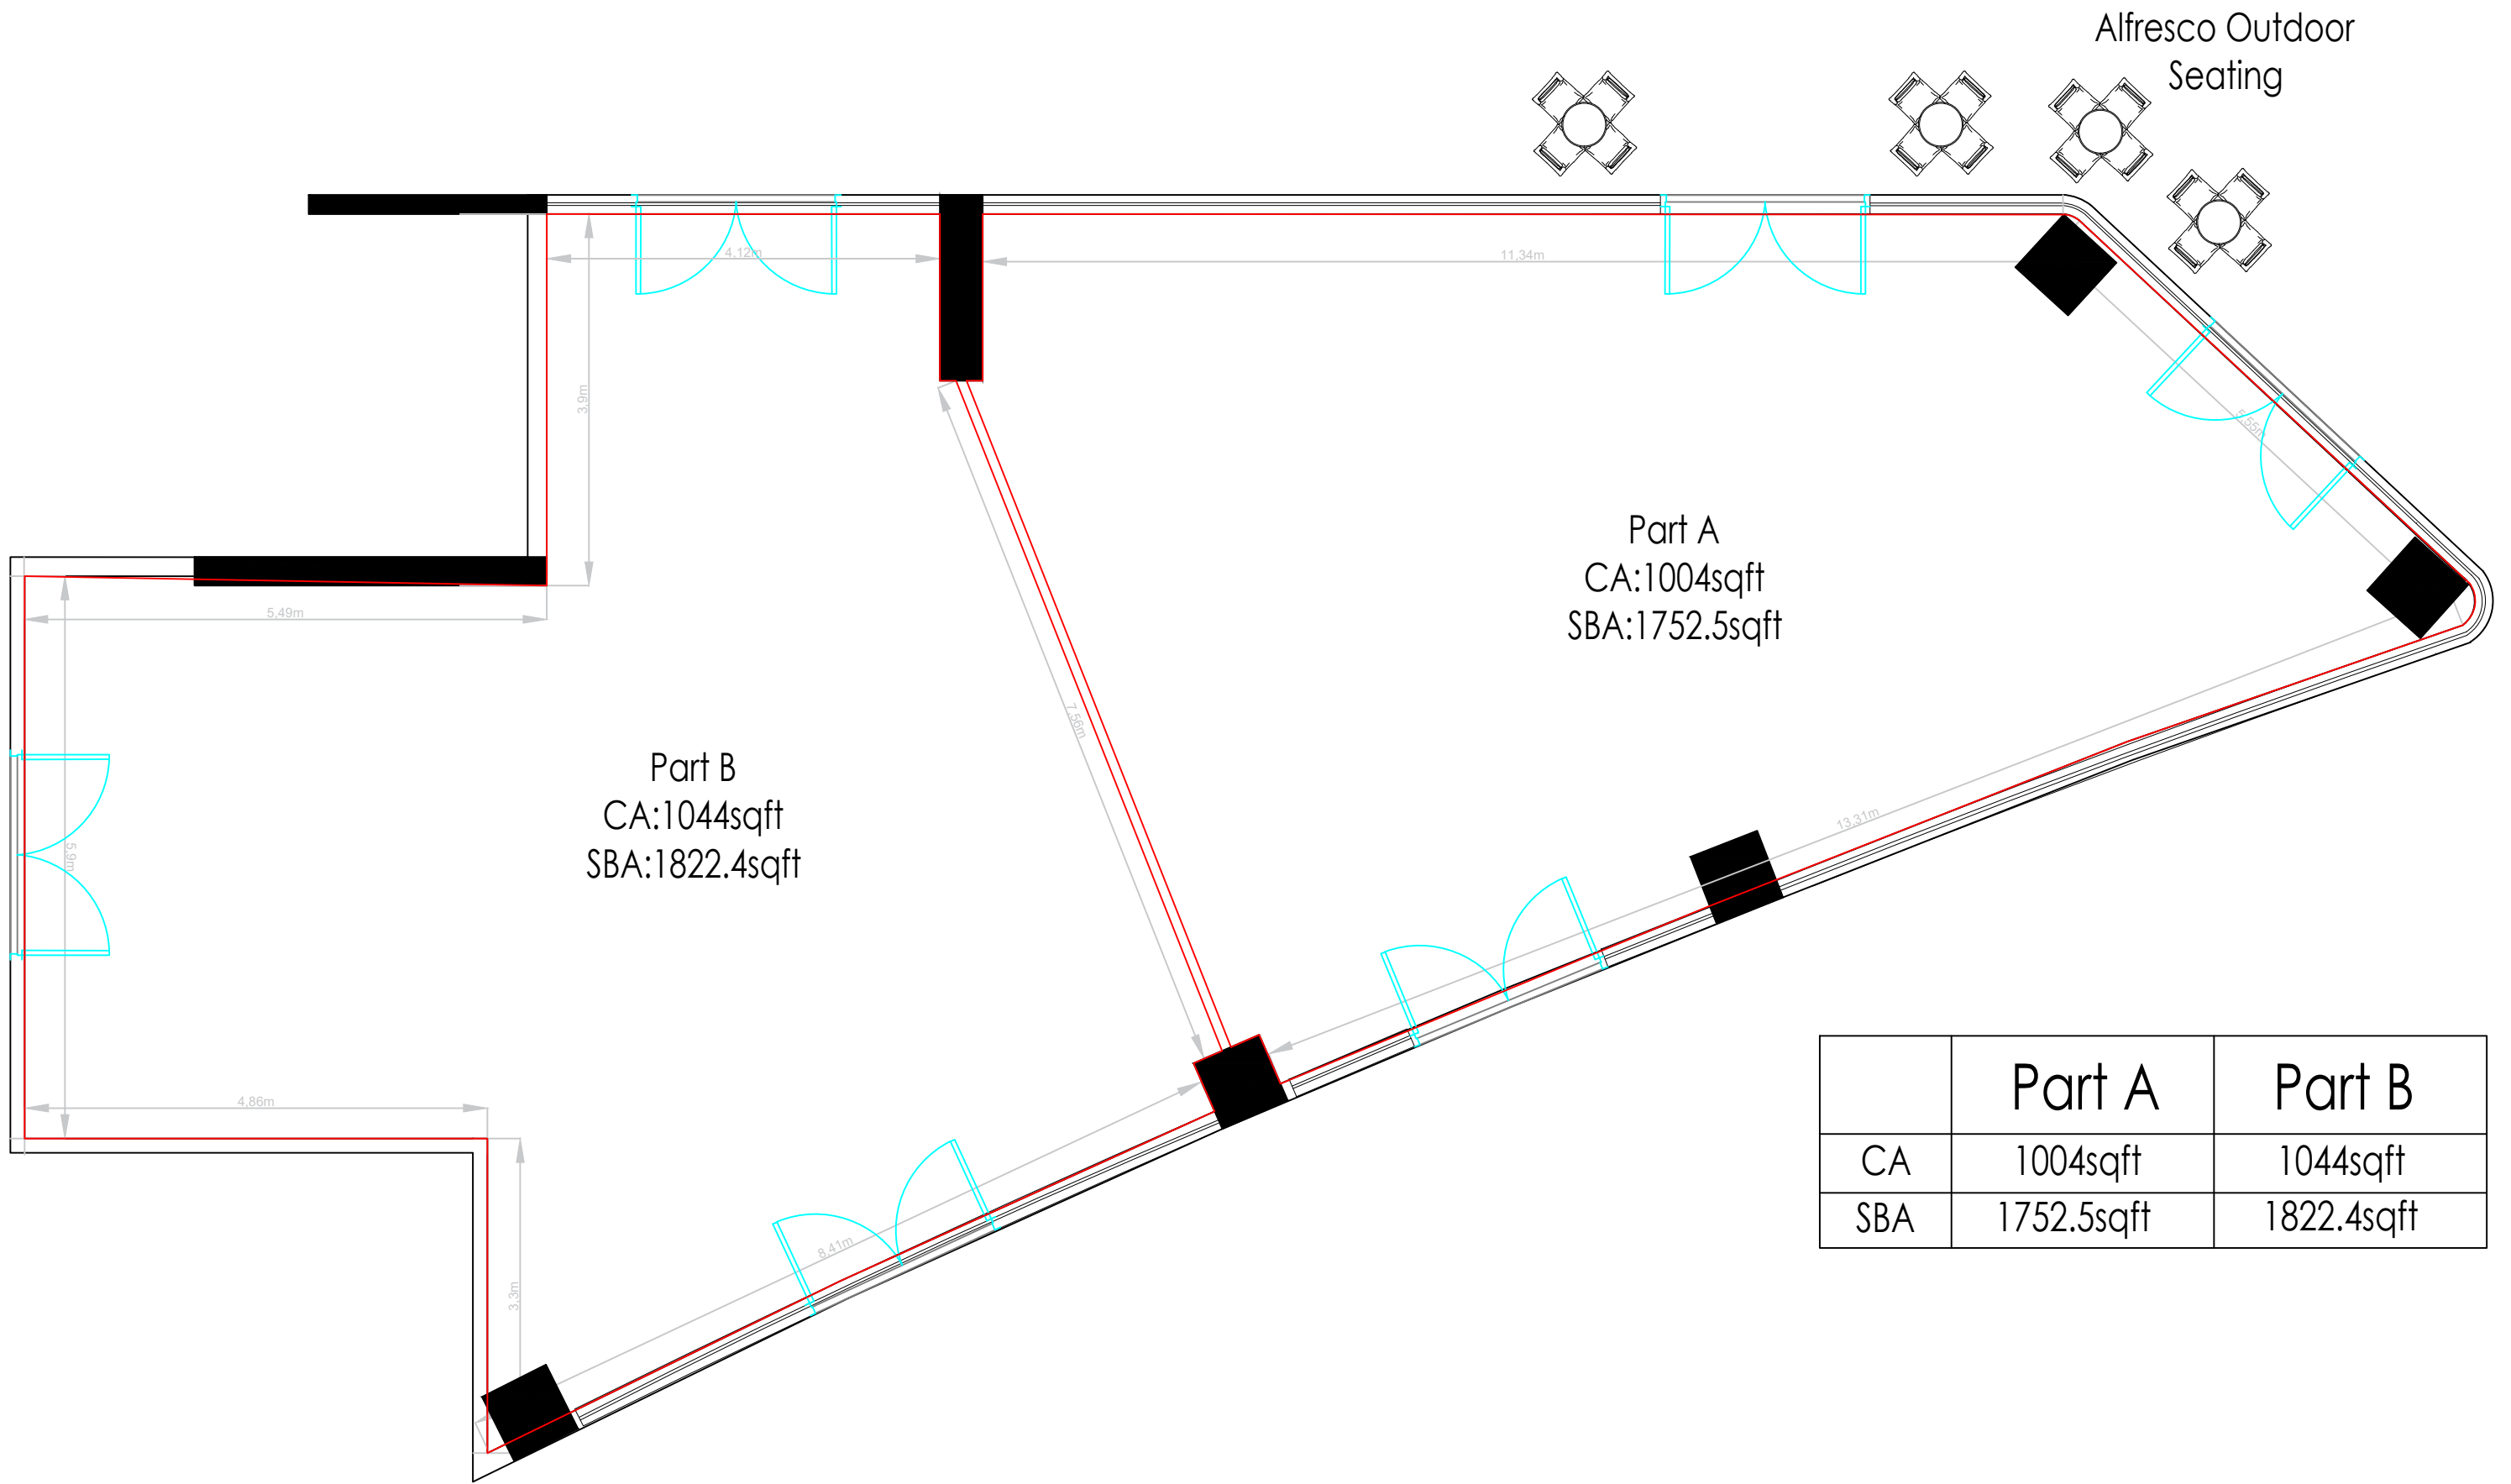 Alfresco Outdoor
Seating
4.12m
11,34m
3,9m
5,55m
Part A
CA:1004sqft
SBA:1752.5sqft
5,49m
7,56m
Part B
CA:1044sqft
SBA:1822.4sqft
13,31m
5,9m
4,86m
8,41m
3,3m
Part A Part B
CA 1004sqft 1044sqft
SBA 1752.5sqft 1822.4sqft